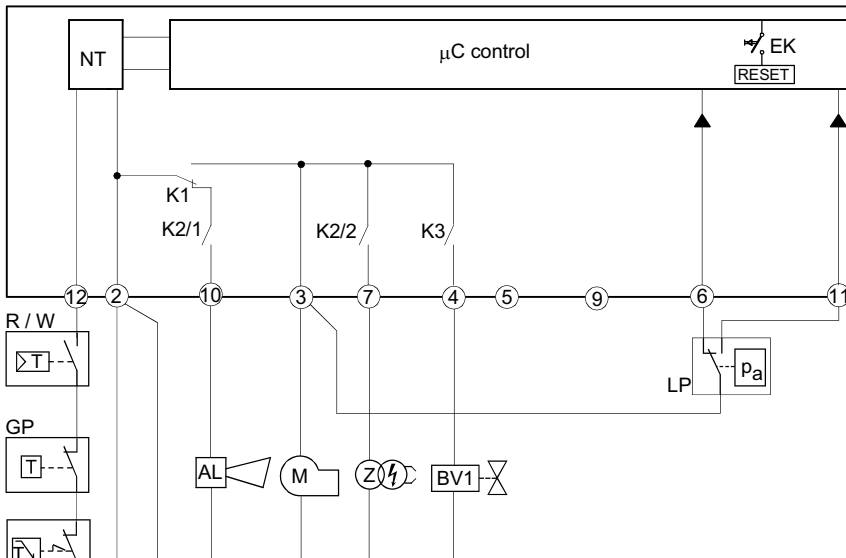 NT
μC control
EK
RESET
K1
K2/1
K2/2
K3
12
2
10
3
7
4
5
9
6
11
R / W
T
LP
pa
GP
T
AL
M
Z
BV1
T